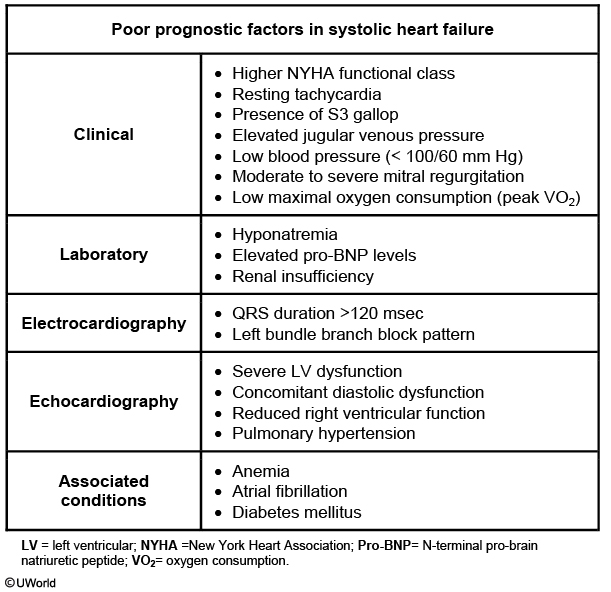 Poor prognostic factors in systolic heart failure
Clinical
• Higher NYHA functional class
• Resting tachycardia
• Presence of S3 gallop
• Elevated jugular venous pressure
• Low blood pressure (< 100/60 mm Hg)
• Moderate to severe mitral regurgitation
• Low maximal oxygen consumption (peak VO₂)
Laboratory
• Hyponatremia
• Elevated pro-BNP levels
• Renal insufficiency
Electrocardiography
• QRS duration >120 msec
• Left bundle branch block pattern
Echocardiography
• Severe LV dysfunction
• Concomitant diastolic dysfunction
• Reduced right ventricular function
• Pulmonary hypertension
Associated
conditions
• Anemia
• Atrial fibrillation
• Diabetes mellitus
LV = left ventricular; NYHA =New York Heart Association; Pro-BNP= N-terminal pro-brain
natriuretic peptide; VO₂= oxygen consumption.
©UWorld